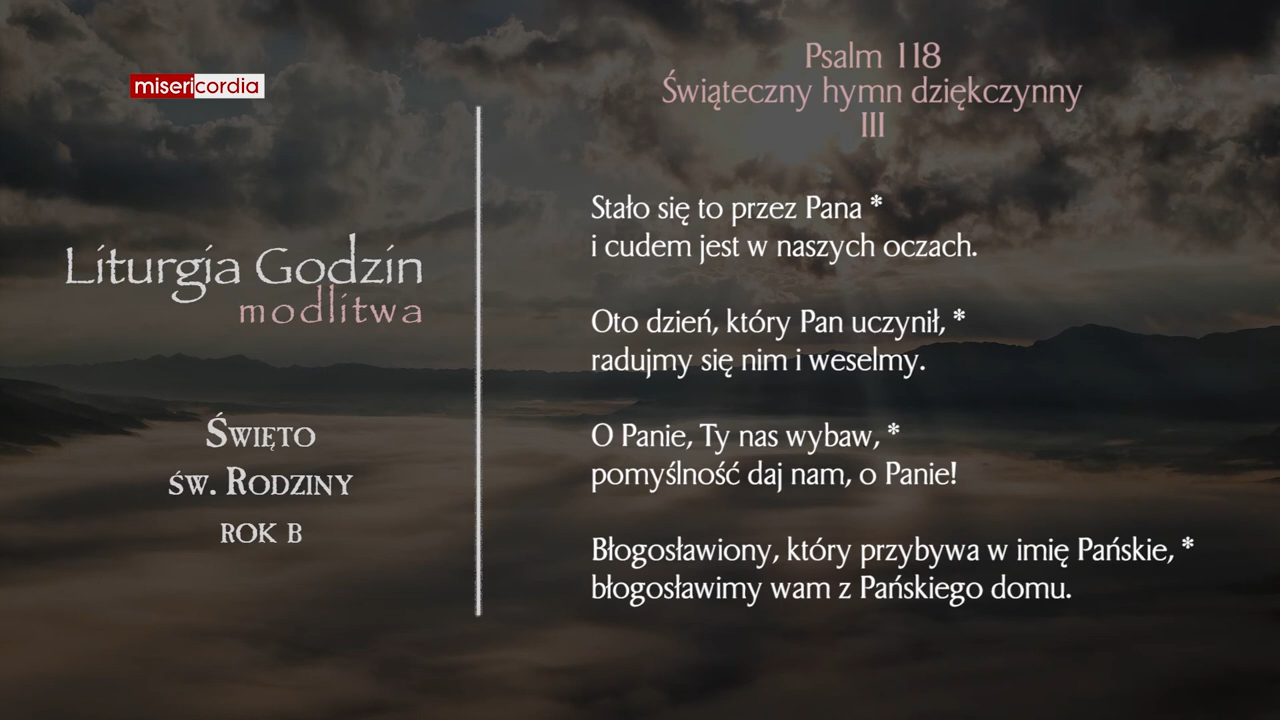 misericordia
Liturgia Godzin
modlitwa
Święto
św. Rodziny
rok B
Psalm 118
Świąteczny hymn dziękczynny
III
Stało się to przez Pana *
i cudem jest w naszych oczach.
Oto dzień, który Pan uczynił, *
radujmy się nim i weselmy.
O Panie, Ty nas wybaw, *
pomyślność daj nam, o Panie!
Błogosławiony, który przybywa w imię Pańskie, *
błogosławimy wam z Pańskiego domu.